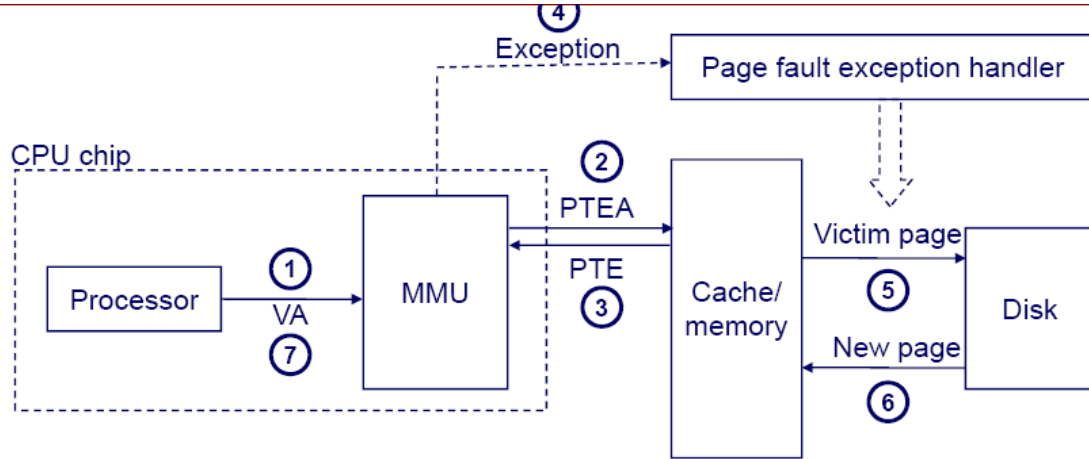 4
Exception
Page fault exception handler
CPU chip
2
PTEA
Victim page
1
Processor
MMU
PTE
Cache/
memory
5
Disk
VA
3
7
New page
6